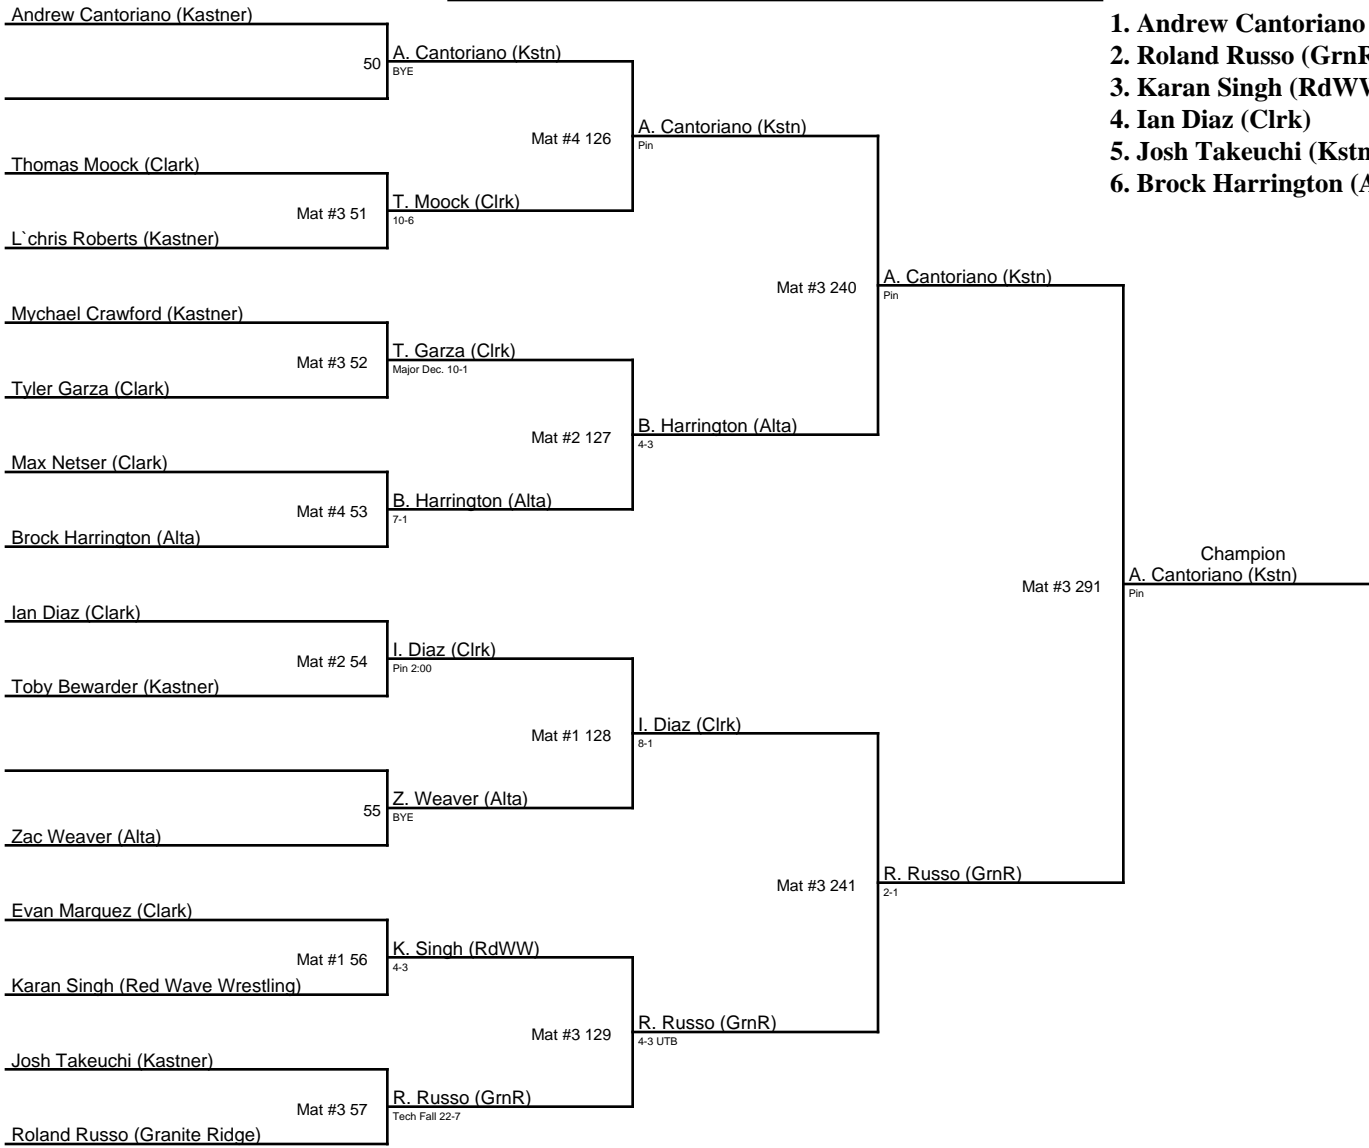 Andrew Cantoriano (Kastner)
50
A. Cantoriano (Kstn)
BYE
Mat #4 126
A. Cantoriano (Kstn)
Pin
Thomas Moock (Clark)
Mat #3 51
T. Moock (Clrk)
10-6
L`chris Roberts (Kastner)
Mat #3 240
A. Cantoriano (Kstn)
Pin
Mychael Crawford (Kastner)
Mat #3 52
T. Garza (Clrk)
Major Dec. 10-1
Tyler Garza (Clark)
Mat #2 127
B. Harrington (Alta)
4-3
Max Netser (Clark)
Mat #4 53
B. Harrington (Alta)
7-1
Brock Harrington (Alta)
Mat #3 291
Champion
A. Cantoriano (Kstn)
Pin
Ian Diaz (Clark)
Mat #2 54
I. Diaz (Clrk)
Pin 2:00
Toby Bewarder (Kastner)
Mat #1 128
I. Diaz (Clrk)
8-1
55
Z. Weaver (Alta)
BYE
Zac Weaver (Alta)
Mat #3 241
R. Russo (GrnR)
2-1
Evan Marquez (Clark)
Mat #1 56
K. Singh (RdWW)
4-3
Karan Singh (Red Wave Wrestling)
Mat #3 129
R. Russo (GrnR)
4-3 UTB
Josh Takeuchi (Kastner)
Mat #3 57
R. Russo (GrnR)
Tech Fall 22-7
Roland Russo (Granite Ridge)
1. Andrew Cantoriano
2. Roland Russo (GrnR
3. Karan Singh (RdW
4. Ian Diaz (Clrk)
5. Josh Takeuchi (Kstn
6. Brock Harrington (A